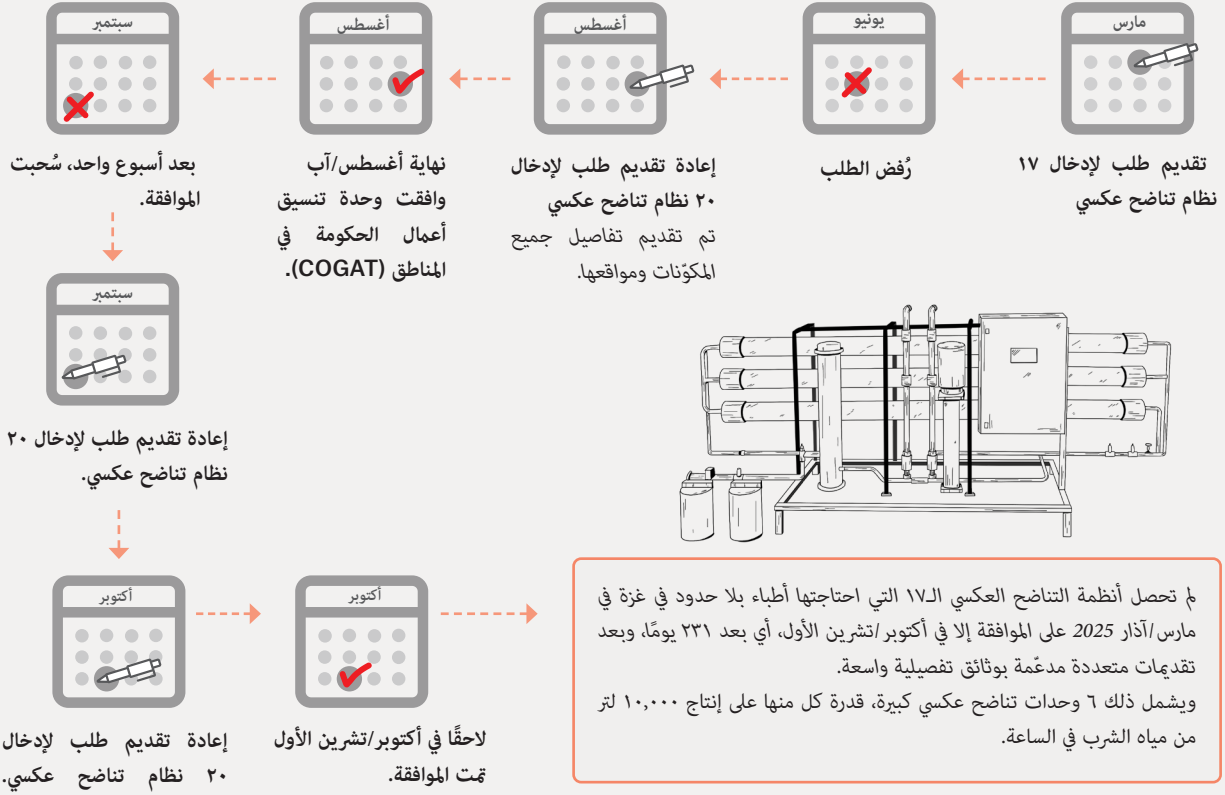 مارس
تقديم طلب لإدخال ١٧
نظام تناضح عكسي
يونيو
رُفض الطلب
أغسطس
إعادة تقديم طلب لإدخال
٢٠ نظام تناضح عكسي
تم تقديم تفاصيل جميع
المكوّنات ومواقعها.
أغسطس
نهاية أغسطس/آب
وافقت وحدة تنسيق
أعمال الحكومة في
المناطق (COGAT).
سبتمبر
بعد أسبوع واحد، سُحبت
الموافقة.
سبتمبر
إعادة تقديم طلب لإدخال ٢٠
نظام تناضح عكسي.
أكتوبر
إعادة تقديم طلب لإدخال
٢٠ نظام تناضح عكسي.
أكتوبر
لاحقًا في أكتوبر/تشرين الأول
تمّت الموافقة.
لم تحصل أنظمة التناضح العكسي الـ١٧ التي احتاجتها أطباء بلا حدود في غزة في
مارس/آذار 2025 على الموافقة إلا في أكتوبر/تشرين الأول، أي بعد ٢٣١ يومًا، وبعد
تقديمات متعددة مدعّمة بوثائق تفصيلية واسعة.
ويشمل ذلك ٦ وحدات تناضح عكسي كبيرة، قدرة كل منها على إنتاج ١٠,٠٠٠ لتر
من مياه الشرب في الساعة.